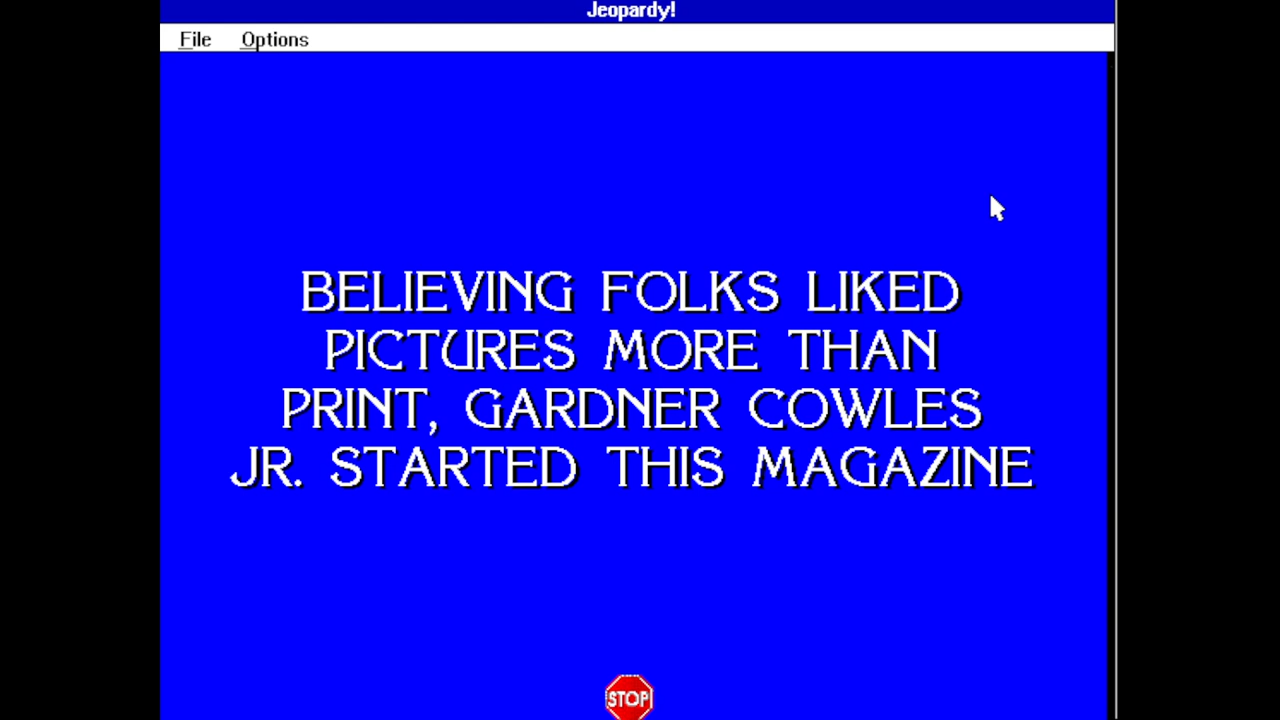 Jeopardy!
File Options
BELIEVING FOLKS LIKED
PICTURES MORE THAN
PRINT, GARDNER COWLES
JR. STARTED THIS MAGAZINE
STOP